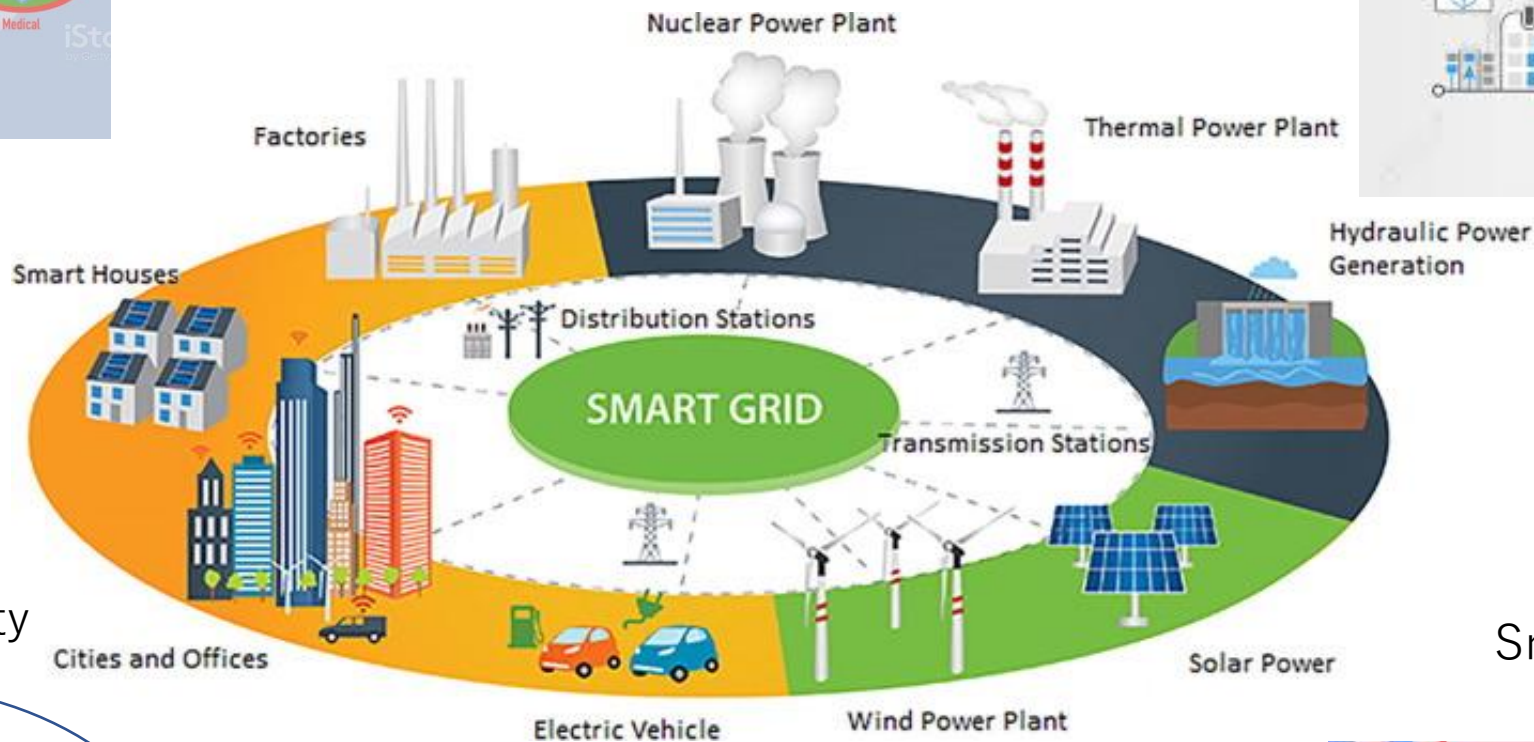 Medical
Nuclear Power Plant
Factories
Thermal Power Plant
Hydraulic Power
Generation
Smart Houses
Distribution Stations
SMART GRID
Transmission Stations
Cities and Offices
Solar Power
Electric Vehicle
Wind Power Plant